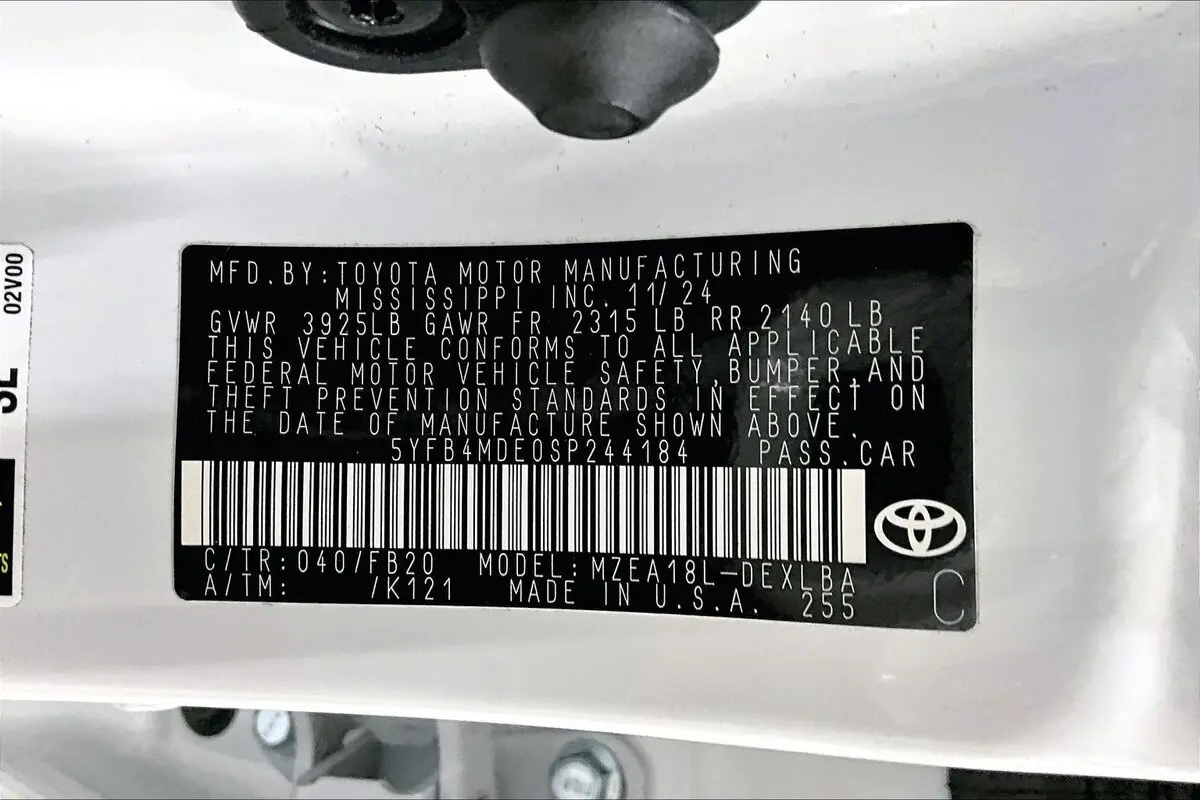 02V00
SL
MFD.BY:TOYOTA MOTOR MANUFACTURING
MISSISSIPPI INC. 11/24
GVWR 3925LB GAWR FR 2315 LB RR 2140 LB
THIS VEHICLE CONFORMS TO ALL APPLICABLE
FEDERAL MOTOR VEHICLE SAFETY,BUMPER,AND
THEFT PREVENTION STANDARDS IN EFFECT ON
THE DATE OF MANUFACTURE SHOWN ABOVE.
5YFB4MDE0SP244184 PASS.CAR
C/TR:040/FB20 MODEL:MZEA18L-DEXLBA
A/TM: /K121 MADE IN U.S.A. 255
C